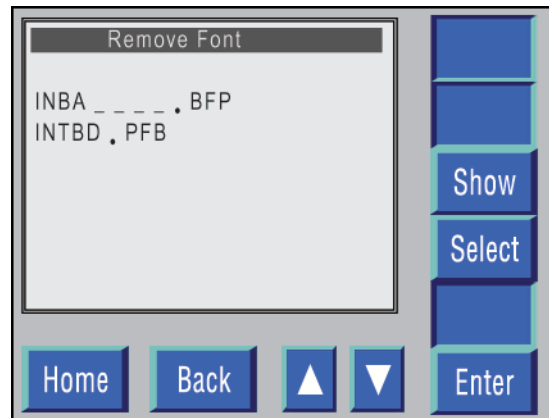 Remove Font
INBA _ _ _ _ . BFP
INTBD . PFB
Show
Select
Home
Back
Enter